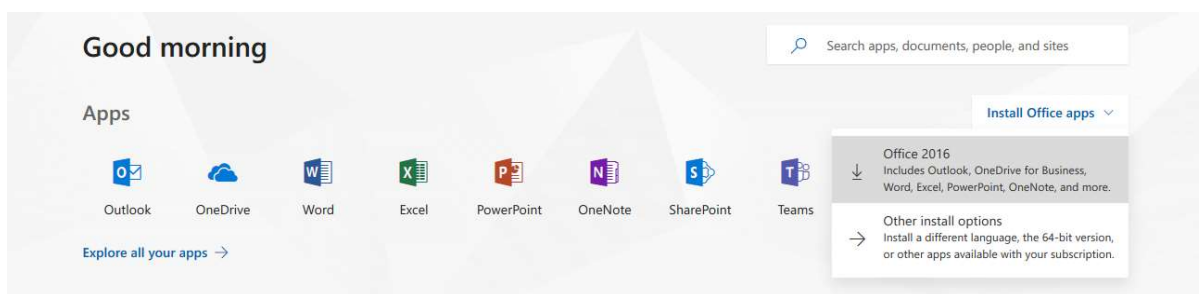 Good morning
Search apps, documents, people, and sites
Apps
Install Office apps
Office 2016
Includes Outlook, OneDrive for Business,
Word, Excel, PowerPoint, OneNote, and more.
Outlook
OneDrive
Word
Excel
PowerPoint
OneNote
SharePoint
Teams
Other install options
Install a different language, the 64-bit version,
or other apps available with your subscription.
Explore all your apps →